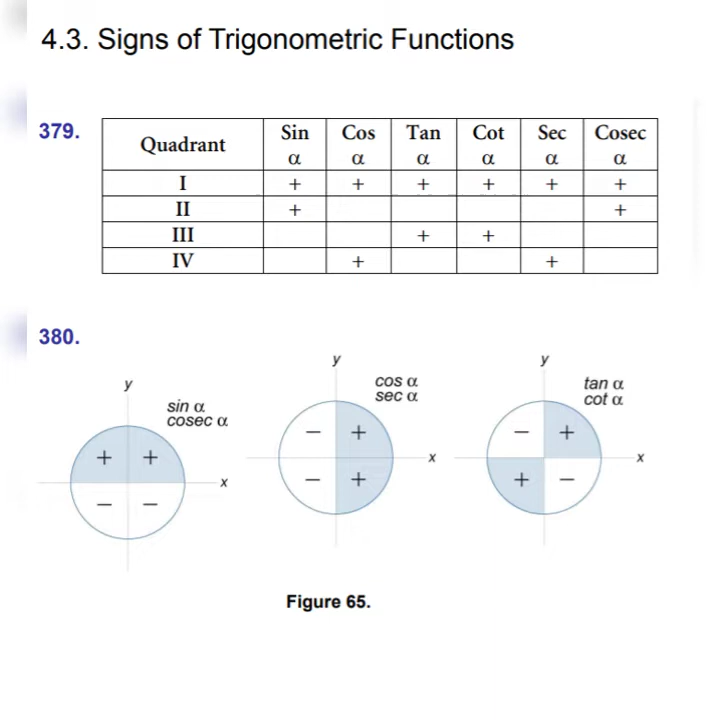 4.3. Signs of Trigonometric Functions
379.
Quadrant Sin α Cos α Tan α Cot α Sec α Cosec α
I + + + + + +
II + +
III + +
IV + +
380.
y
sin α
cosec α
+ +
x
− −
y
cos α
sec α
− +
x
− +
y
tan α
cot α
− +
x
+ −
Figure 65.